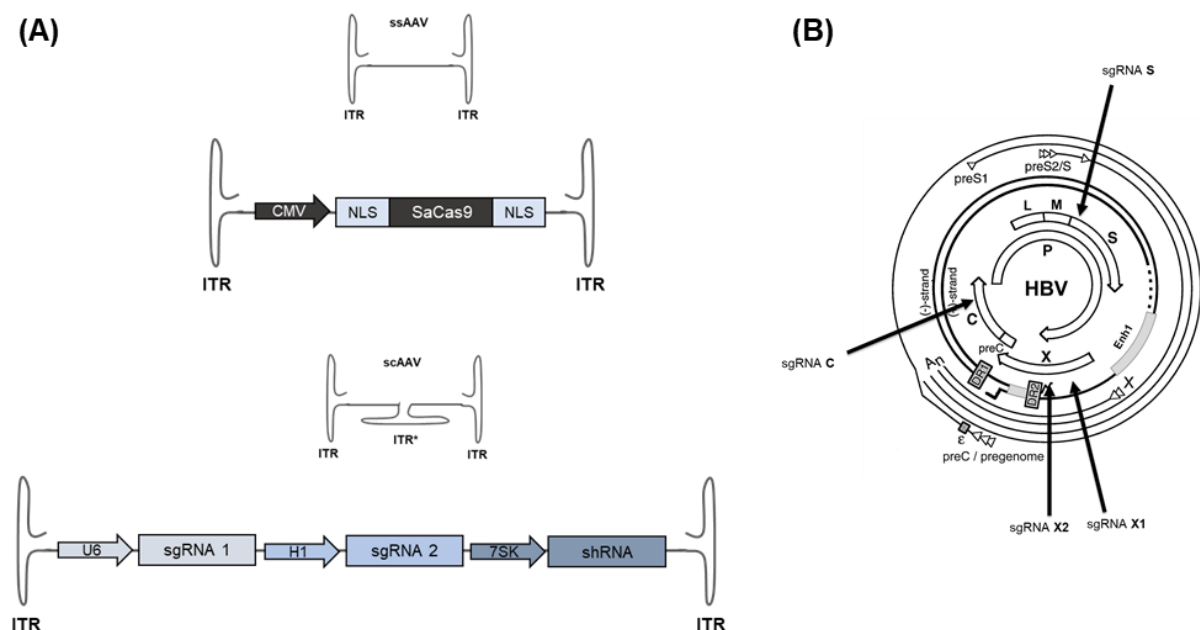 (A)
ssAAV
ITR
ITR
CMV
NLS
SaCas9
NLS
ITR
ITR
scAAV
ITR
ITR*
ITR
U6
sgRNA 1
H1
sgRNA 2
7SK
shRNA
ITR
ITR
(B)
sgRNA S
preS1
preS2/S
L
M
S
P
HBV
(-)-strand
C
preC
X
Enh1
sgRNA C
An
DR1
DR2
X
ε
preC / pregenome
sgRNA X2
sgRNA X1